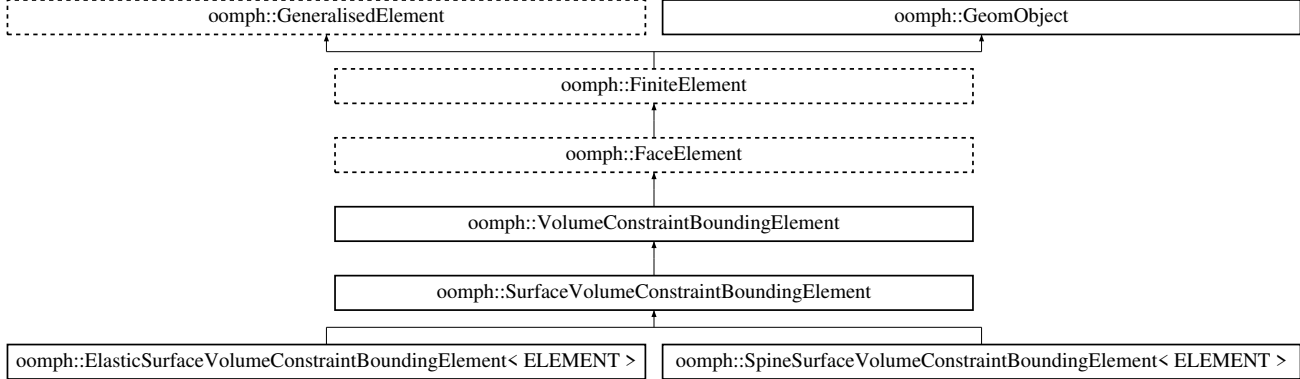 oomph::GeneralisedElement
oomph::GeomObject
oomph::FiniteElement
oomph::FaceElement
oomph::VolumeConstraintBoundingElement
oomph::SurfaceVolumeConstraintBoundingElement
oomph::ElasticSurfaceVolumeConstraintBoundingElement< ELEMENT >
oomph::SpineSurfaceVolumeConstraintBoundingElement< ELEMENT >